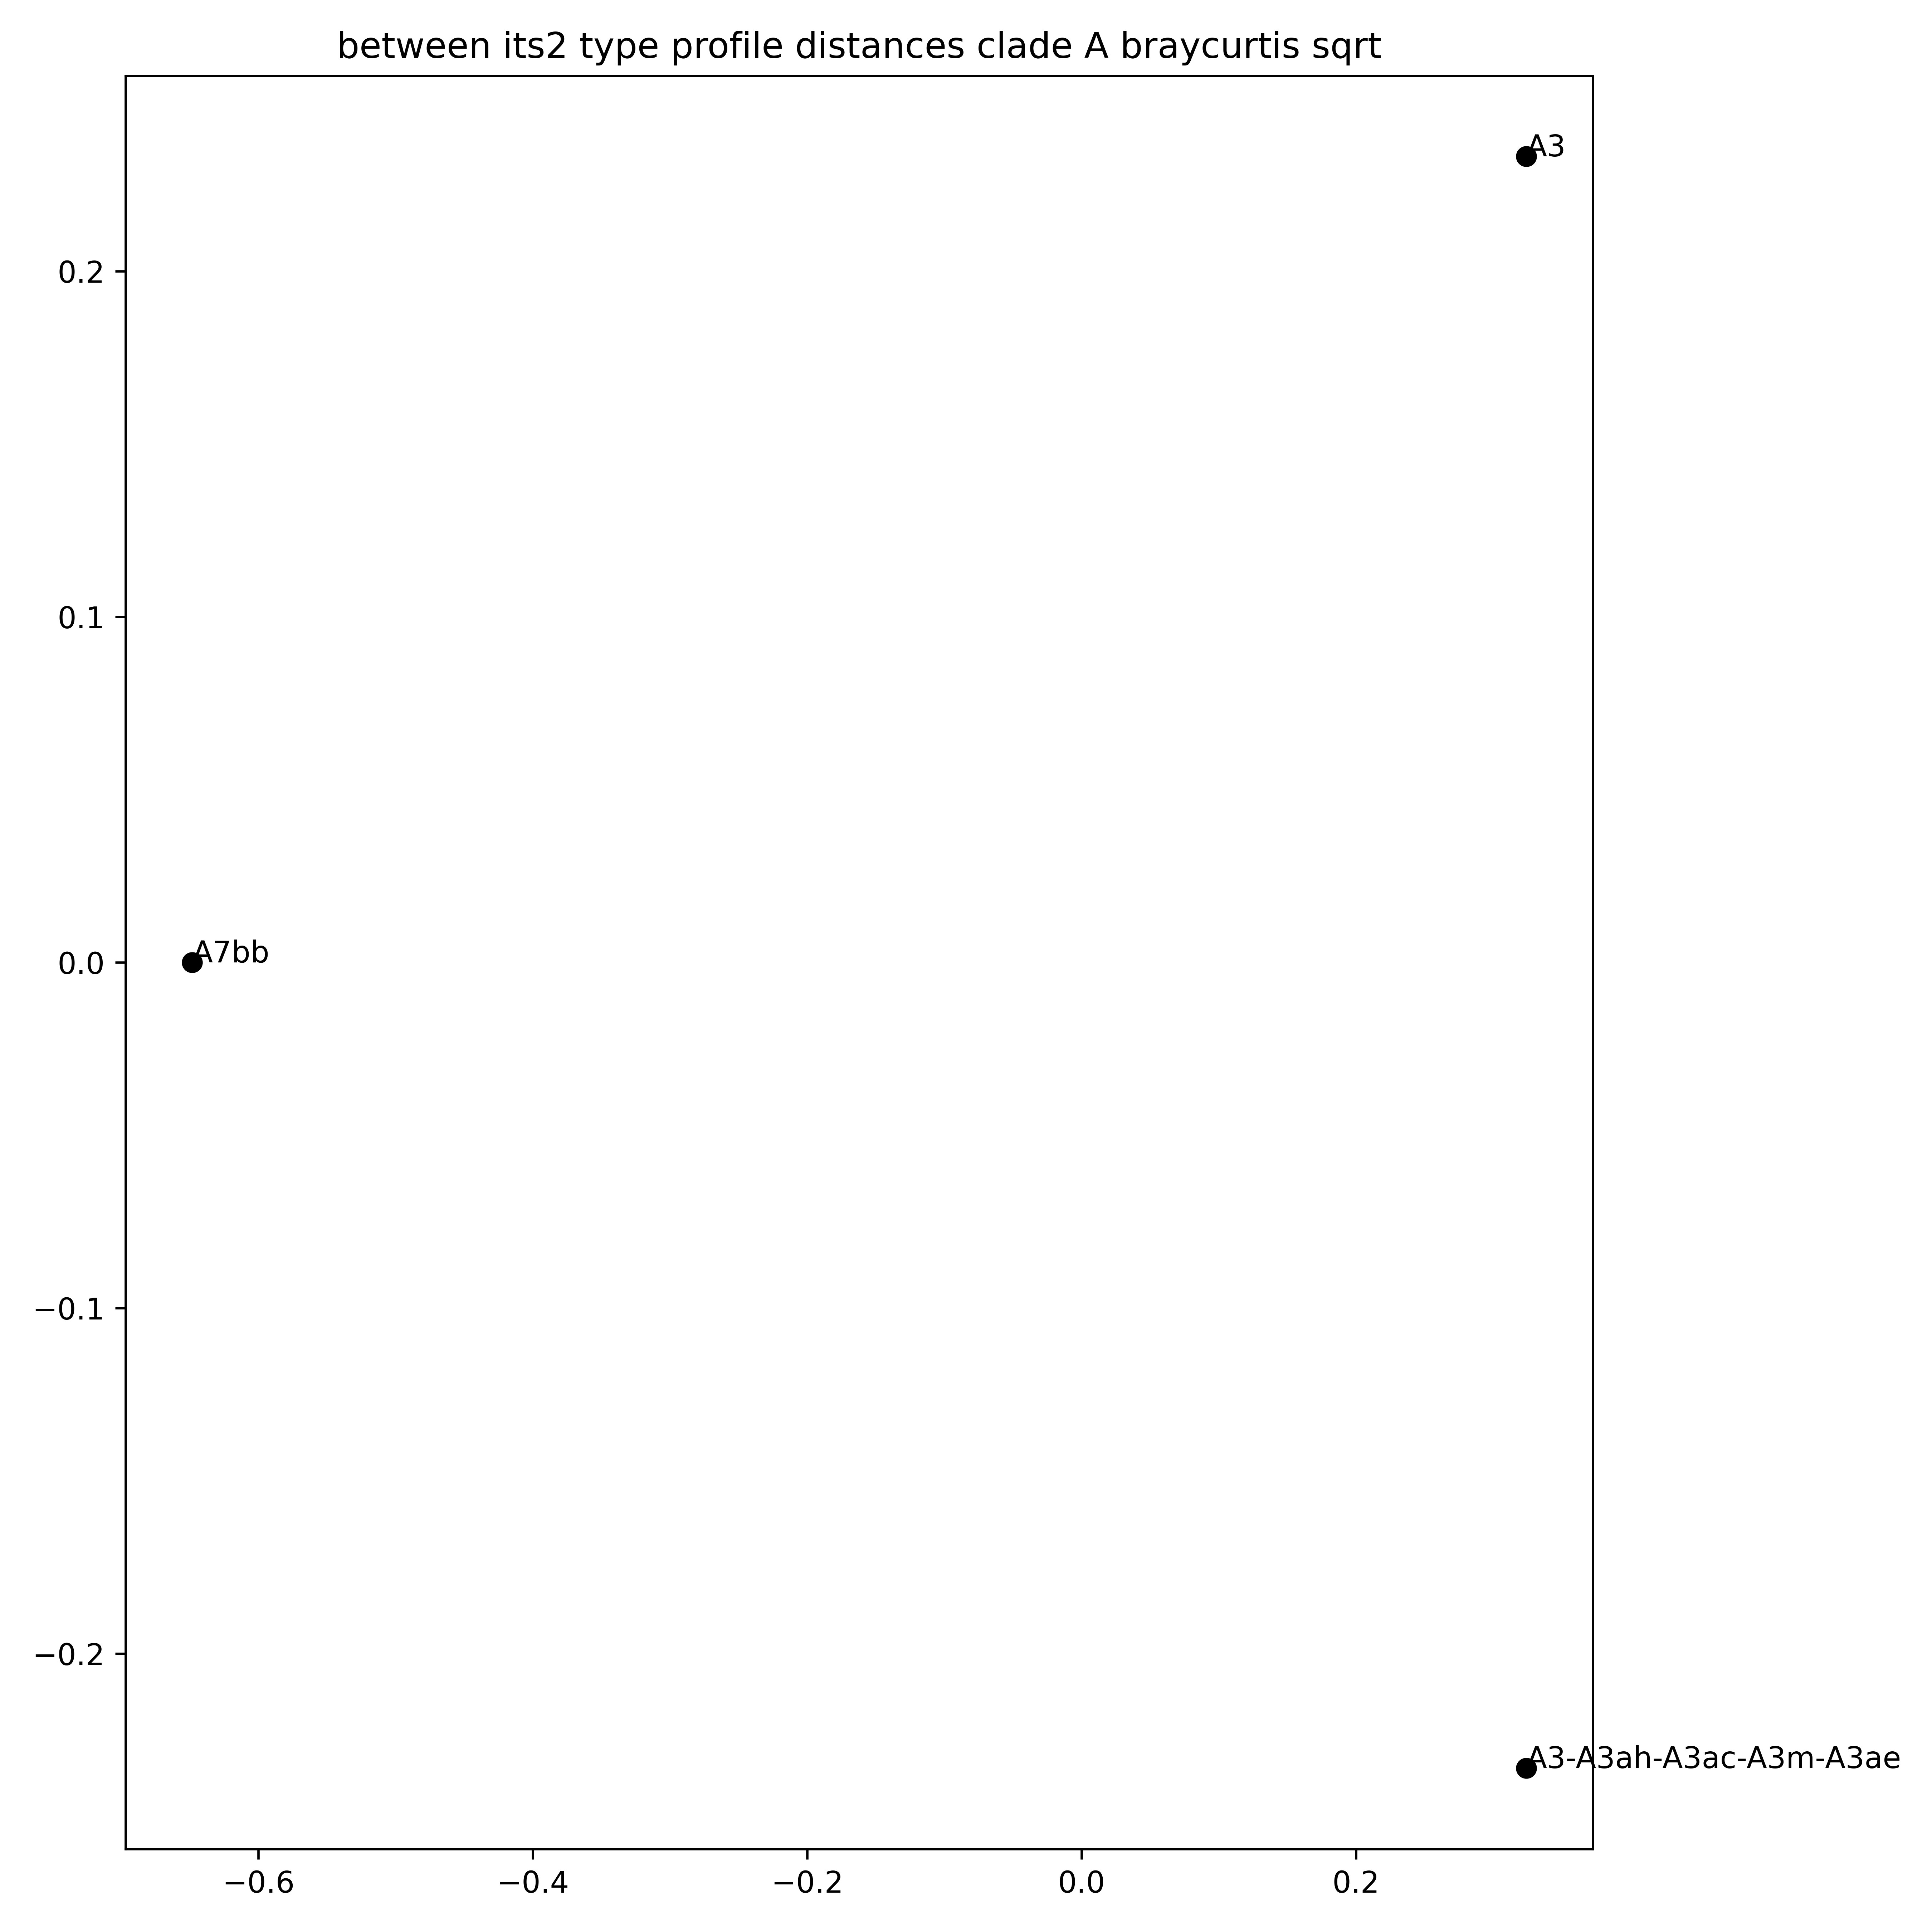 between its2 type profile distances clade A braycurtis sqrt
A3
0.2
0.1
A7bb
0.0
−0.1
−0.2
A3-A3ah-A3ac-A3m-A3ae
−0.6 −0.4 −0.2 0.0 0.2